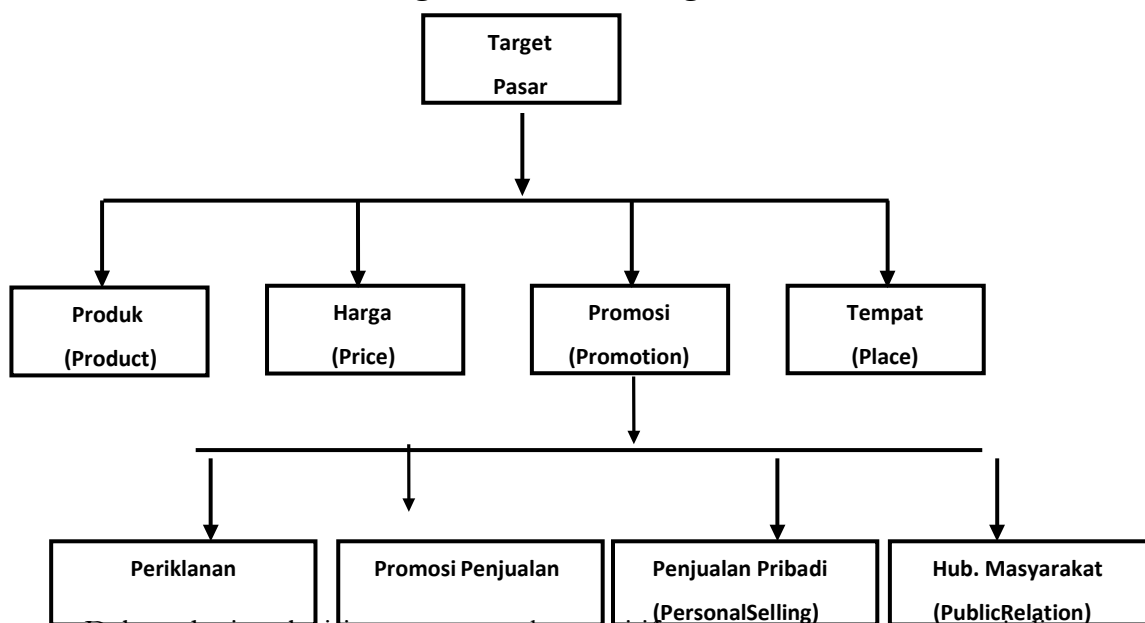 Target
Pasar
Produk
(Product)
Harga
(Price)
Promosi
(Promotion)
Tempat
(Place)
Periklanan
Promosi Penjualan
Penjualan Pribadi
(PersonalSelling)
Hub. Masyarakat
(PublicRelation)